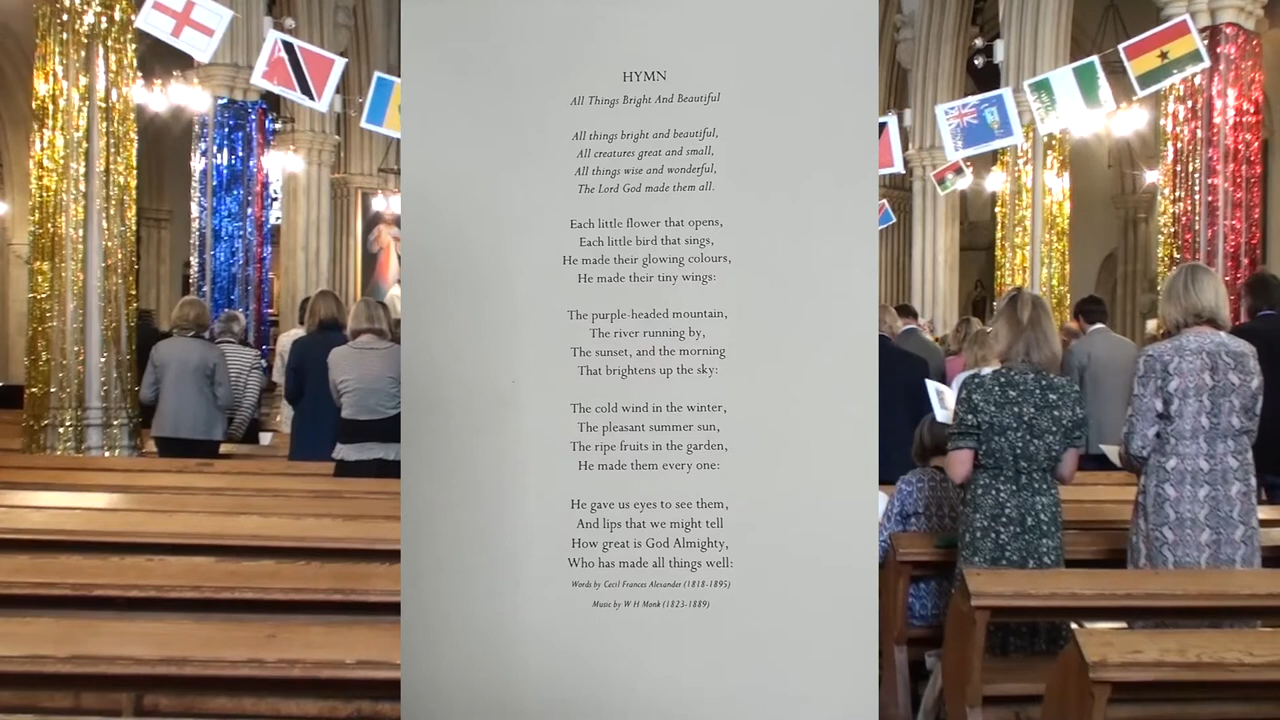 HYMN
All Things Bright And Beautiful
All things bright and beautiful,
All creatures great and small,
All things wise and wonderful,
The Lord God made them all.
Each little flower that opens,
Each little bird that sings,
He made their glowing colours,
He made their tiny wings:
The purple-headed mountain,
The river running by,
The sunset, and the morning
That brightens up the sky:
The cold wind in the winter,
The pleasant summer sun,
The ripe fruits in the garden,
He made them every one:
He gave us eyes to see them,
And lips that we might tell
How great is God Almighty,
Who has made all things well:
Words by Cecil Frances Alexander (1818-1895)
Music by W H Monk (1823-1889)